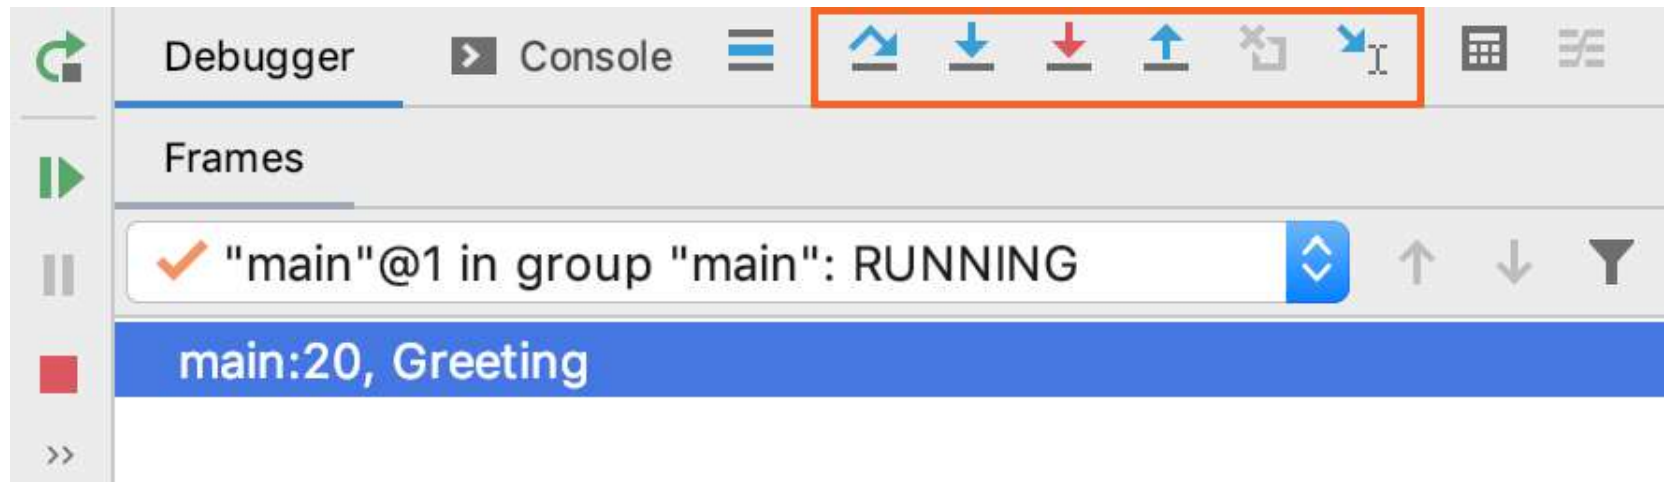 Debugger Console
Frames
"main"@1 in group "main": RUNNING
main:20, Greeting